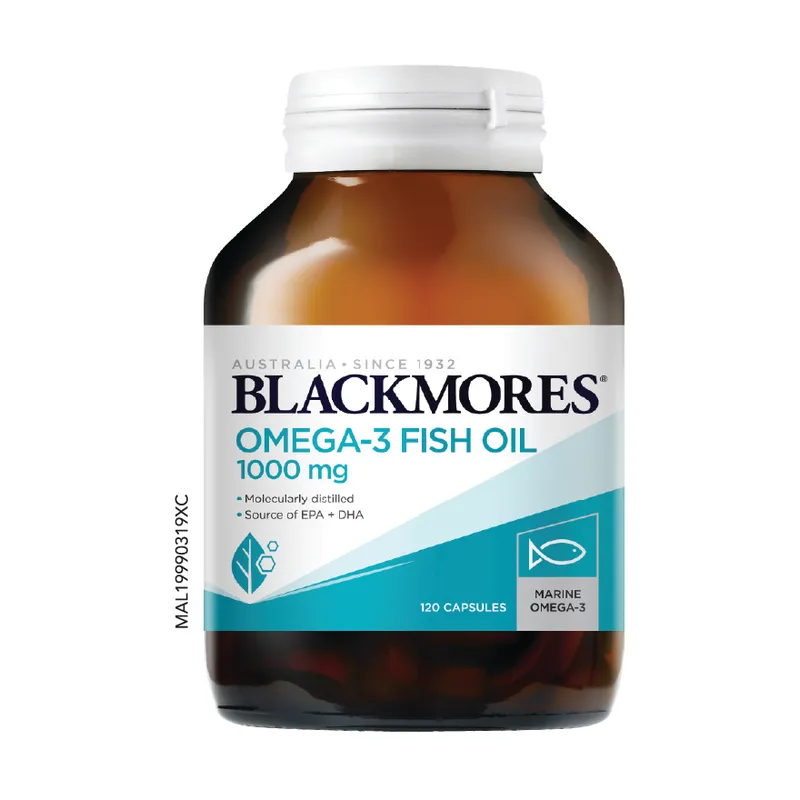 AUSTRALIA • SINCE 1932
BLACKMORES®
OMEGA-3 FISH OIL
1000 mg
• Molecularly distilled
• Source of EPA + DHA
120 CAPSULES
MARINE
OMEGA-3
MAL19990319XC